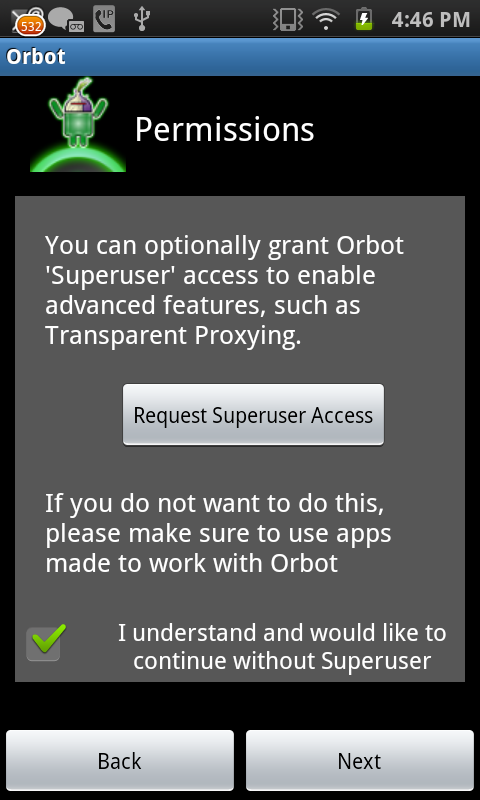 532
IP
4:46 PM
Orbot
Permissions
You can optionally grant Orbot
'Superuser' access to enable
advanced features, such as
Transparent Proxying.
Request Superuser Access
If you do not want to do this,
please make sure to use apps
made to work with Orbot
I understand and would like to
continue without Superuser
Back
Next